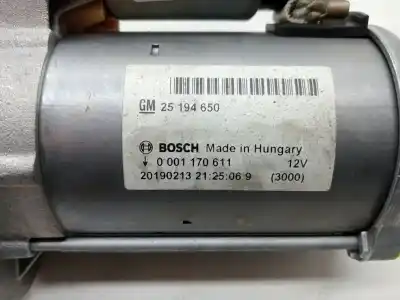 GM 25 194 650
BOSCH Made in Hungary
0 001 170 611 12V
20190213 21:25:06 9 (3000)